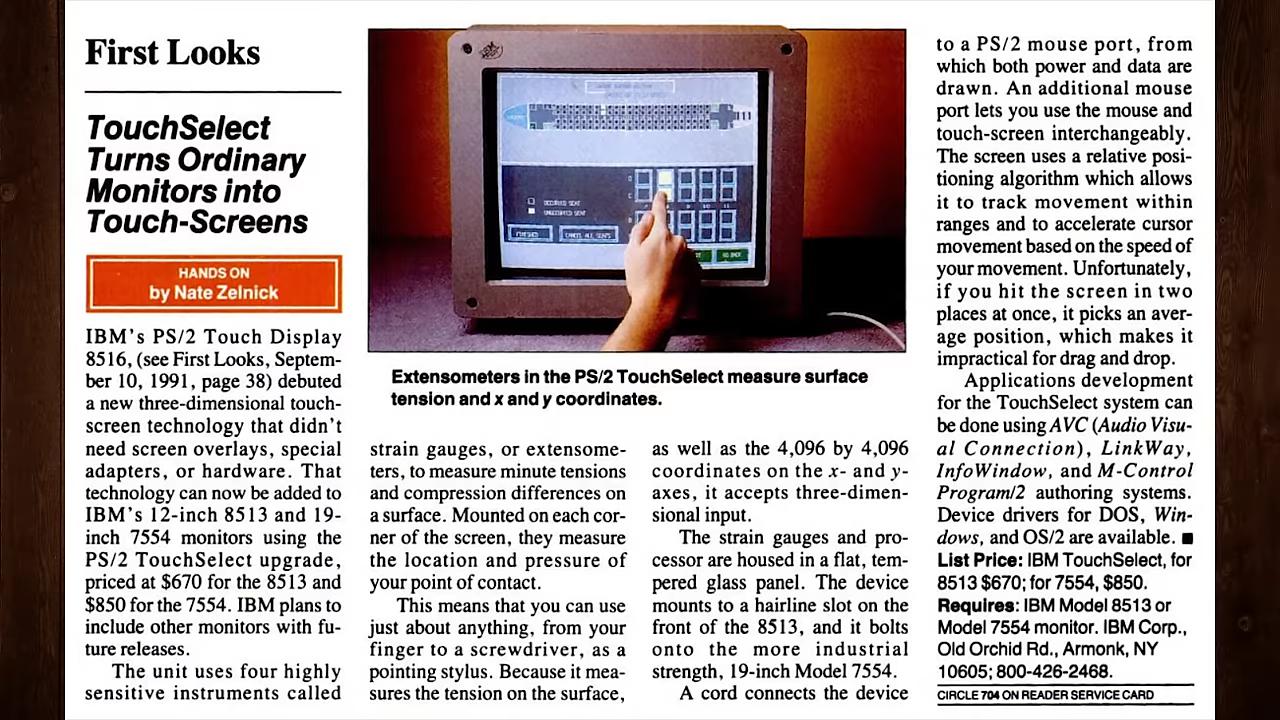 First Looks
TouchSelect
Turns Ordinary
Monitors into
Touch-Screens
HANDS ON
by Nate Zelnick
IBM's PS/2 Touch Display
8516, (see First Looks, Septem-
ber 10, 1991, page 38) debuted
a new three-dimensional touch-
screen technology that didn't
need screen overlays, special
adapters, or hardware. That
technology can now be added to
IBM's 12-inch 8513 and 19-
inch 7554 monitors using the
PS/2 TouchSelect upgrade,
priced at $670 for the 8513 and
$850 for the 7554. IBM plans to
include other monitors with fu-
ture releases.
The unit uses four highly
sensitive instruments called
OCCUPIED SEAT
UNOCCUPIED SEAT
FINISHED
CANCEL ALL SEATS
GO BACK
Extensometers in the PS/2 TouchSelect measure surface
tension and x and y coordinates.
strain gauges, or extensome-
ters, to measure minute tensions
and compression differences on
a surface. Mounted on each cor-
ner of the screen, they measure
the location and pressure of
your point of contact.
This means that you can use
just about anything, from your
finger to a screwdriver, as a
pointing stylus. Because it mea-
sures the tension on the surface,
as well as the 4,096 by 4,096
coordinates on the x- and y-
axes, it accepts three-dimen-
sional input.
The strain gauges and pro-
cessor are housed in a flat, tem-
pered glass panel. The device
mounts to a hairline slot on the
front of the 8513, and it bolts
onto the more industrial
strength, 19-inch Model 7554.
A cord connects the device
to a PS/2 mouse port, from
which both power and data are
drawn. An additional mouse
port lets you use the mouse and
touch-screen interchangeably.
The screen uses a relative posi-
tioning algorithm which allows
it to track movement within
ranges and to accelerate cursor
movement based on the speed of
your movement. Unfortunately,
if you hit the screen in two
places at once, it picks an aver-
age position, which makes it
impractical for drag and drop.
Applications development
for the TouchSelect system can
be done using AVC (Audio Visu-
al Connection), LinkWay,
InfoWindow, and M-Control
Program/2 authoring systems.
Device drivers for DOS, Win-
dows, and OS/2 are available. ■
List Price: IBM TouchSelect, for
8513 $670; for 7554, $850.
Requires: IBM Model 8513 or
Model 7554 monitor. IBM Corp.,
Old Orchid Rd., Armonk, NY
10605; 800-426-2468.
CIRCLE 704 ON READER SERVICE CARD